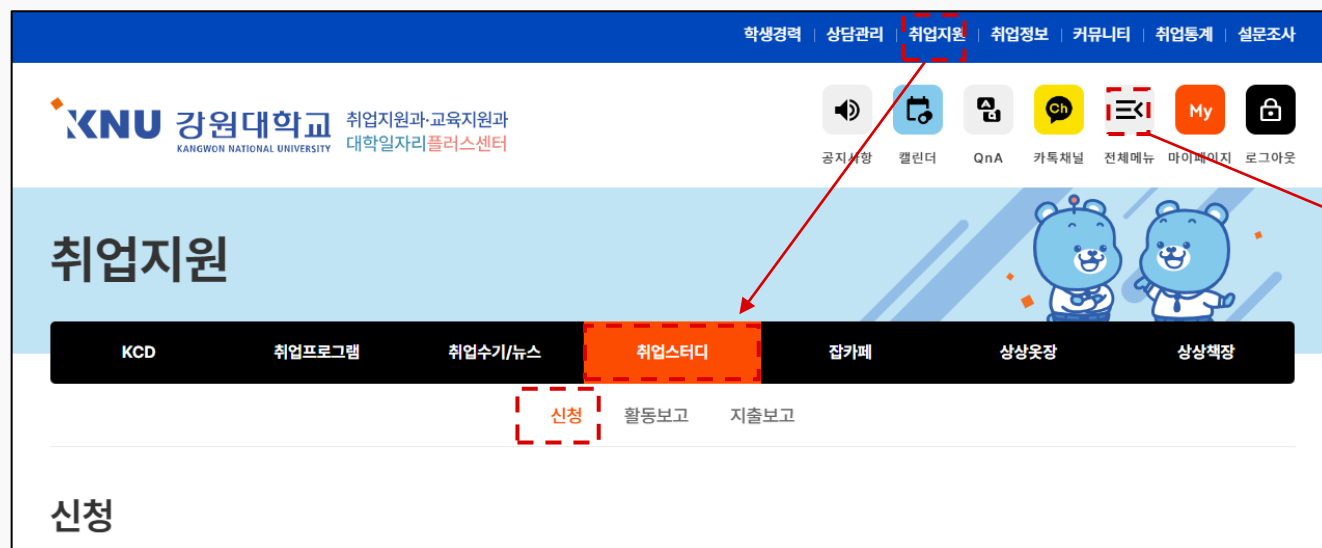 학생경력 상담관리 취업지원 취업정보 커뮤니티 취업통계 설문조사
KNU 강원대학교 취업지원과·교육지원과
KANGWON NATIONAL UNIVERSITY 대학일자리플러스센터
Ch My
공지사항 캘린더 QnA 카톡채널 전체메뉴 마이페이지 로그아웃
취업지원
KCD 취업프로그램 취업수기/뉴스 취업스터디 잡카페 상상옷장 상상책장
신청 활동보고 지출보고
신청